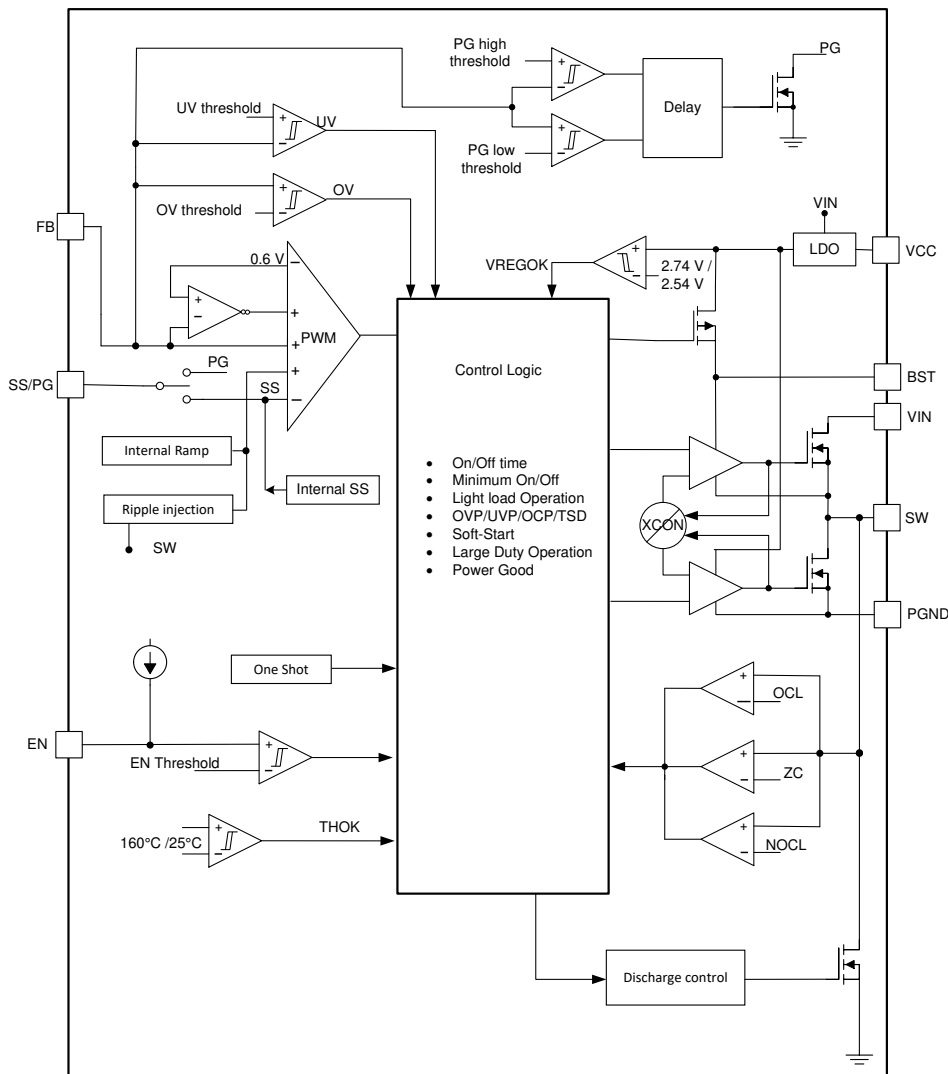 PG high
threshold
PG
Delay
PG low
threshold
UV threshold
UV
OV
OV threshold
FB
0.6 V
PWM
SS/PG
PG
SS
Internal Ramp
Internal SS
Ripple injection
SW
VIN
LDO
VCC
VREGOK
2.74 V /
2.54 V
Control Logic
• On/Off time
• Minimum On/Off
• Light load Operation
• OVP/UVP/OCP/TSD
• Soft-Start
• Large Duty Operation
• Power Good
BST
VIN
XCON
SW
PGND
One Shot
EN
EN Threshold
THOK
160°C /25°C
OCL
ZC
NOCL
Discharge control